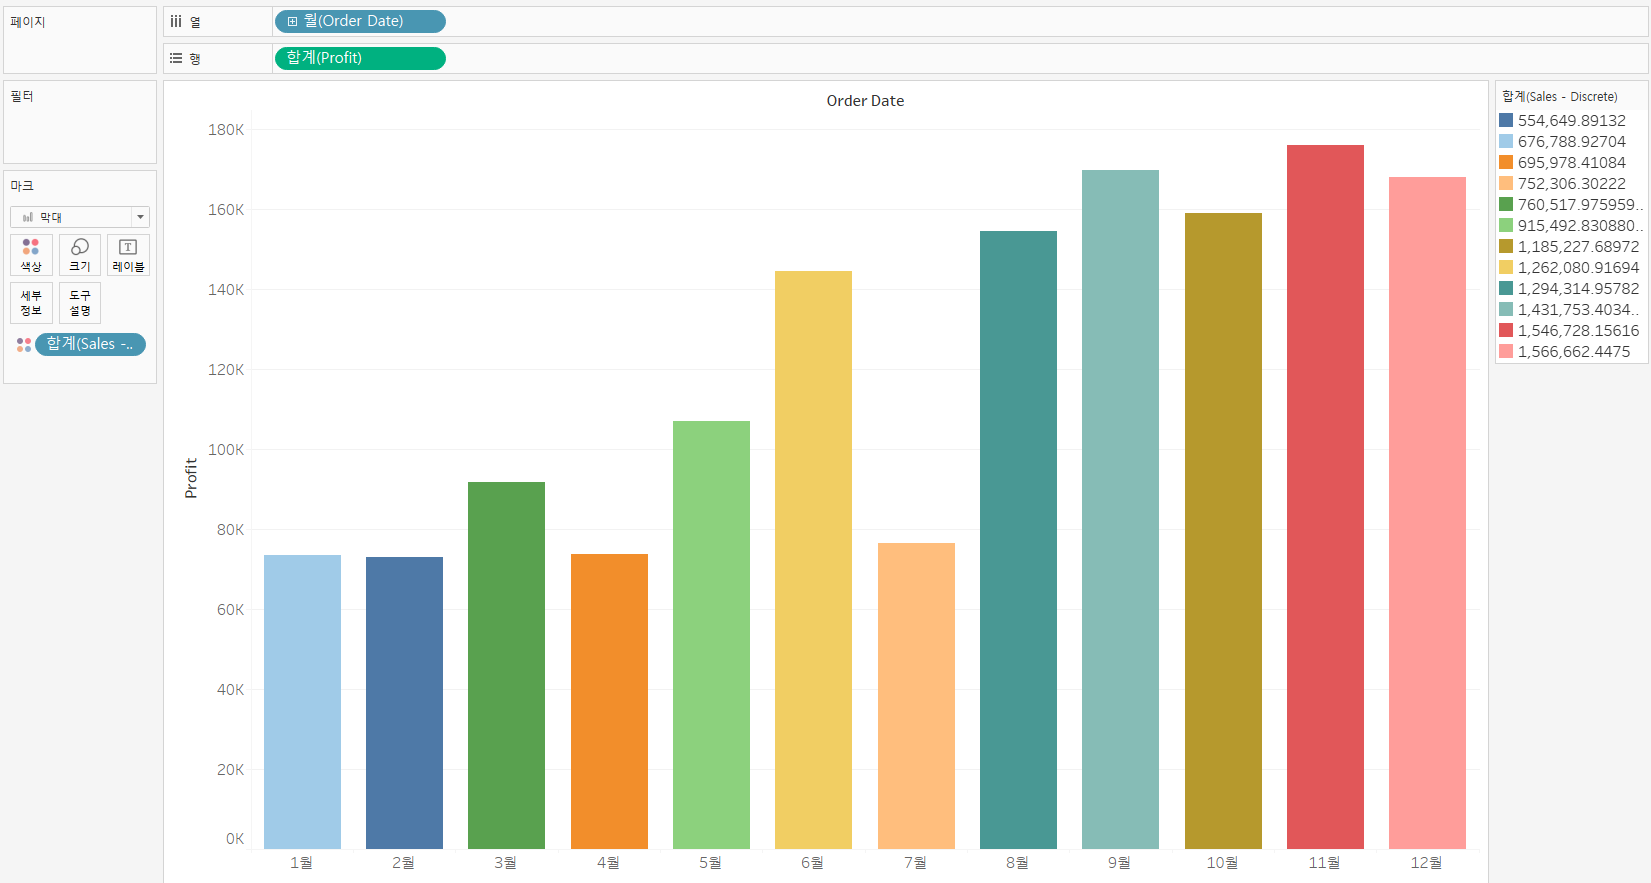 페이지
열
월(Order Date)
행
합계(Profit)
필터
마크
막대
색상
크기
T
레이블
세부
정보
도구
설명
합계(Sales -..
Order Date
Profit
180K
160K
140K
120K
100K
80K
60K
40K
20K
0K
1월
2월
3월
4월
5월
6월
7월
8월
9월
10월
11월
12월
합계(Sales - Discrete)
554,649.89132
676,788.92704
695,978.41084
752,306.30222
760,517.975959..
915,492.830880..
1,185,227.68972
1,262,080.91694
1,294,314.95782
1,431,753.4034..
1,546,728.15616
1,566,662.4475